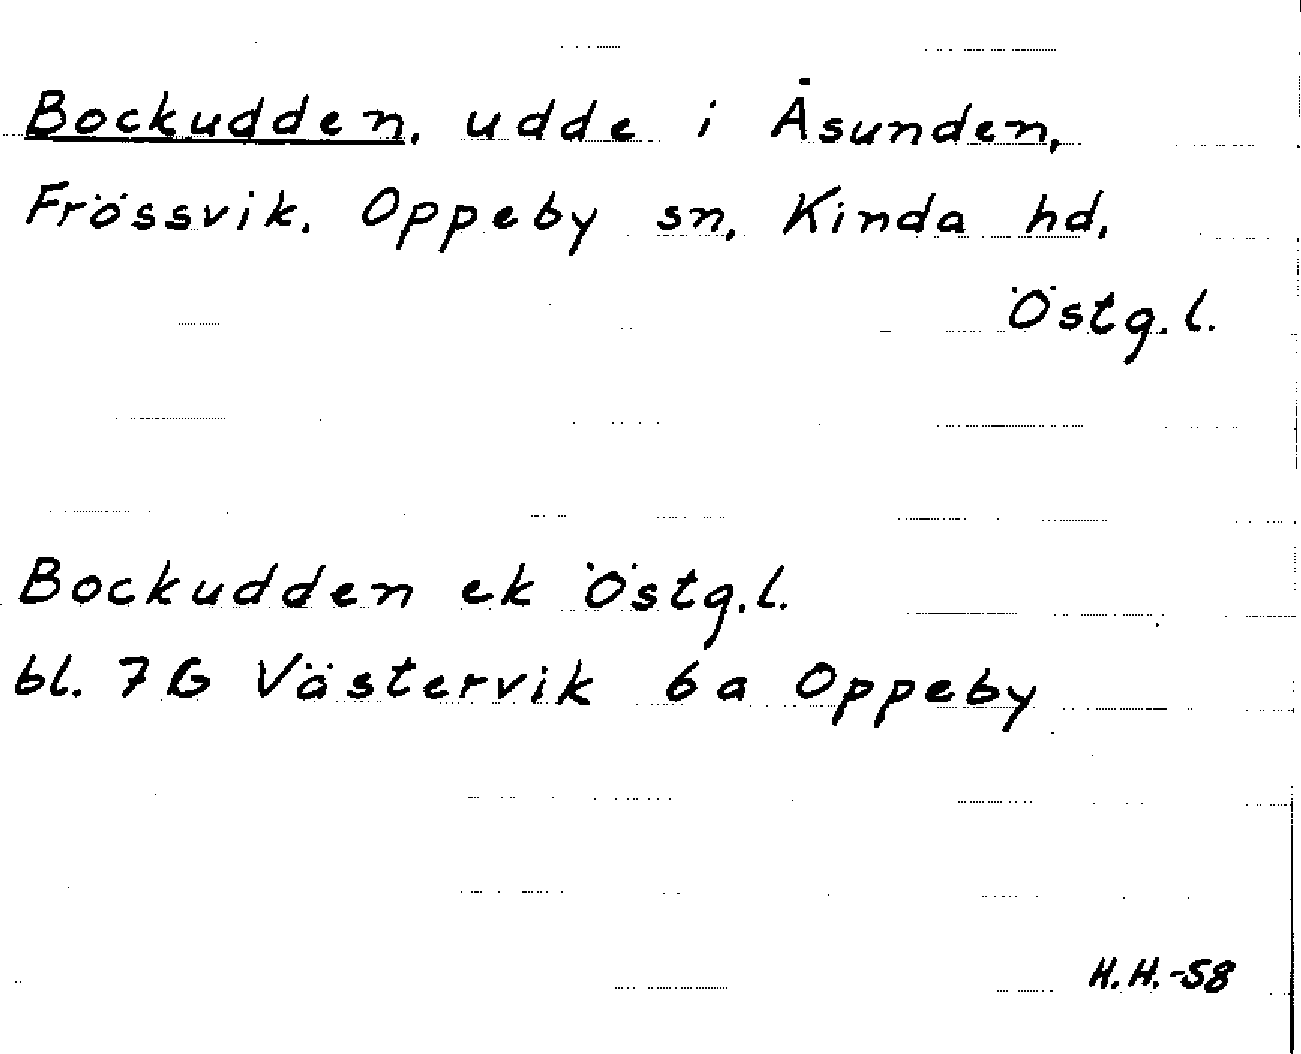 Bockudden, udde i Åsunden,
Frössvik. Oppeby sn, Kinda hd,
Östg.l.
Bockudden ek Östg.l.
bl. 7G Västervik 6a Oppeby
H.H.-58